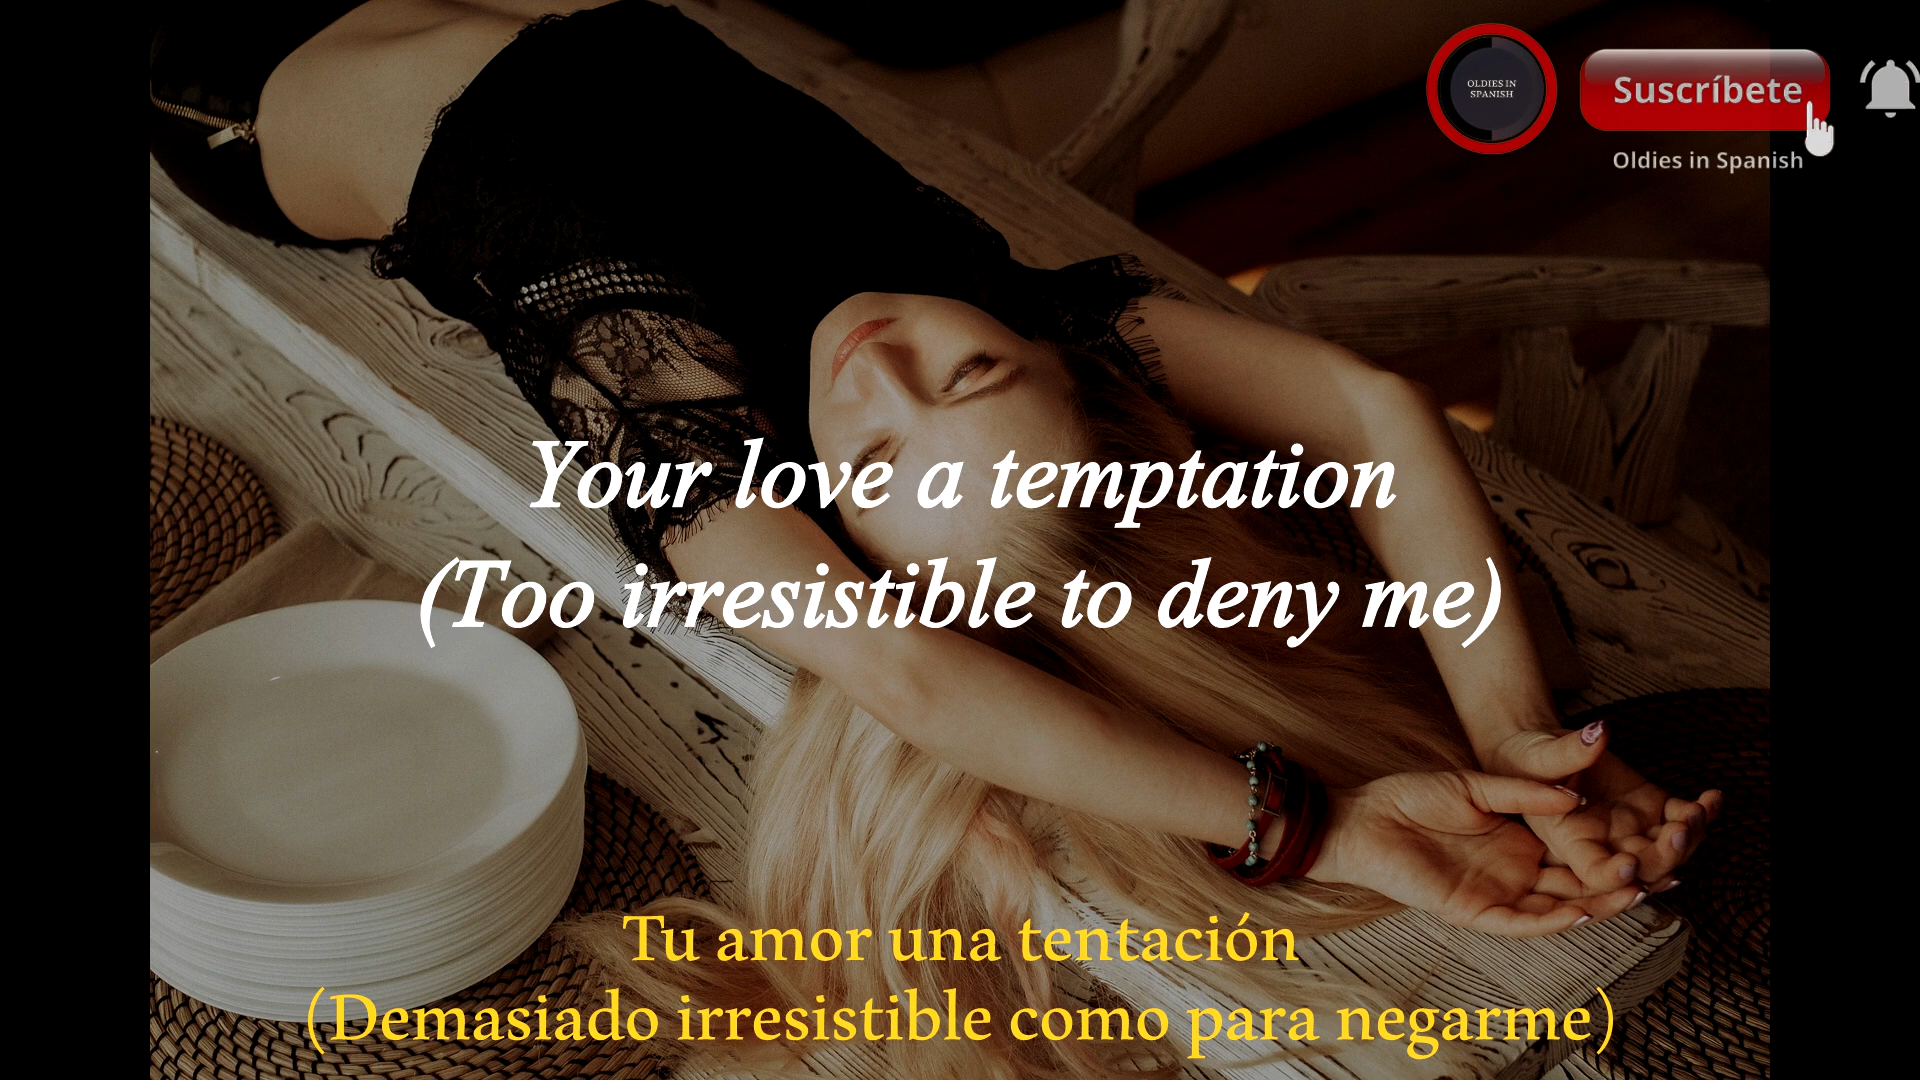 OLDIES IN
SPANISH
Suscríbete
Oldies in Spanish
Your love a temptation
(Too irresistible to deny me)
Tu amor una tentación
(Demasiado irresistible como para negarme)